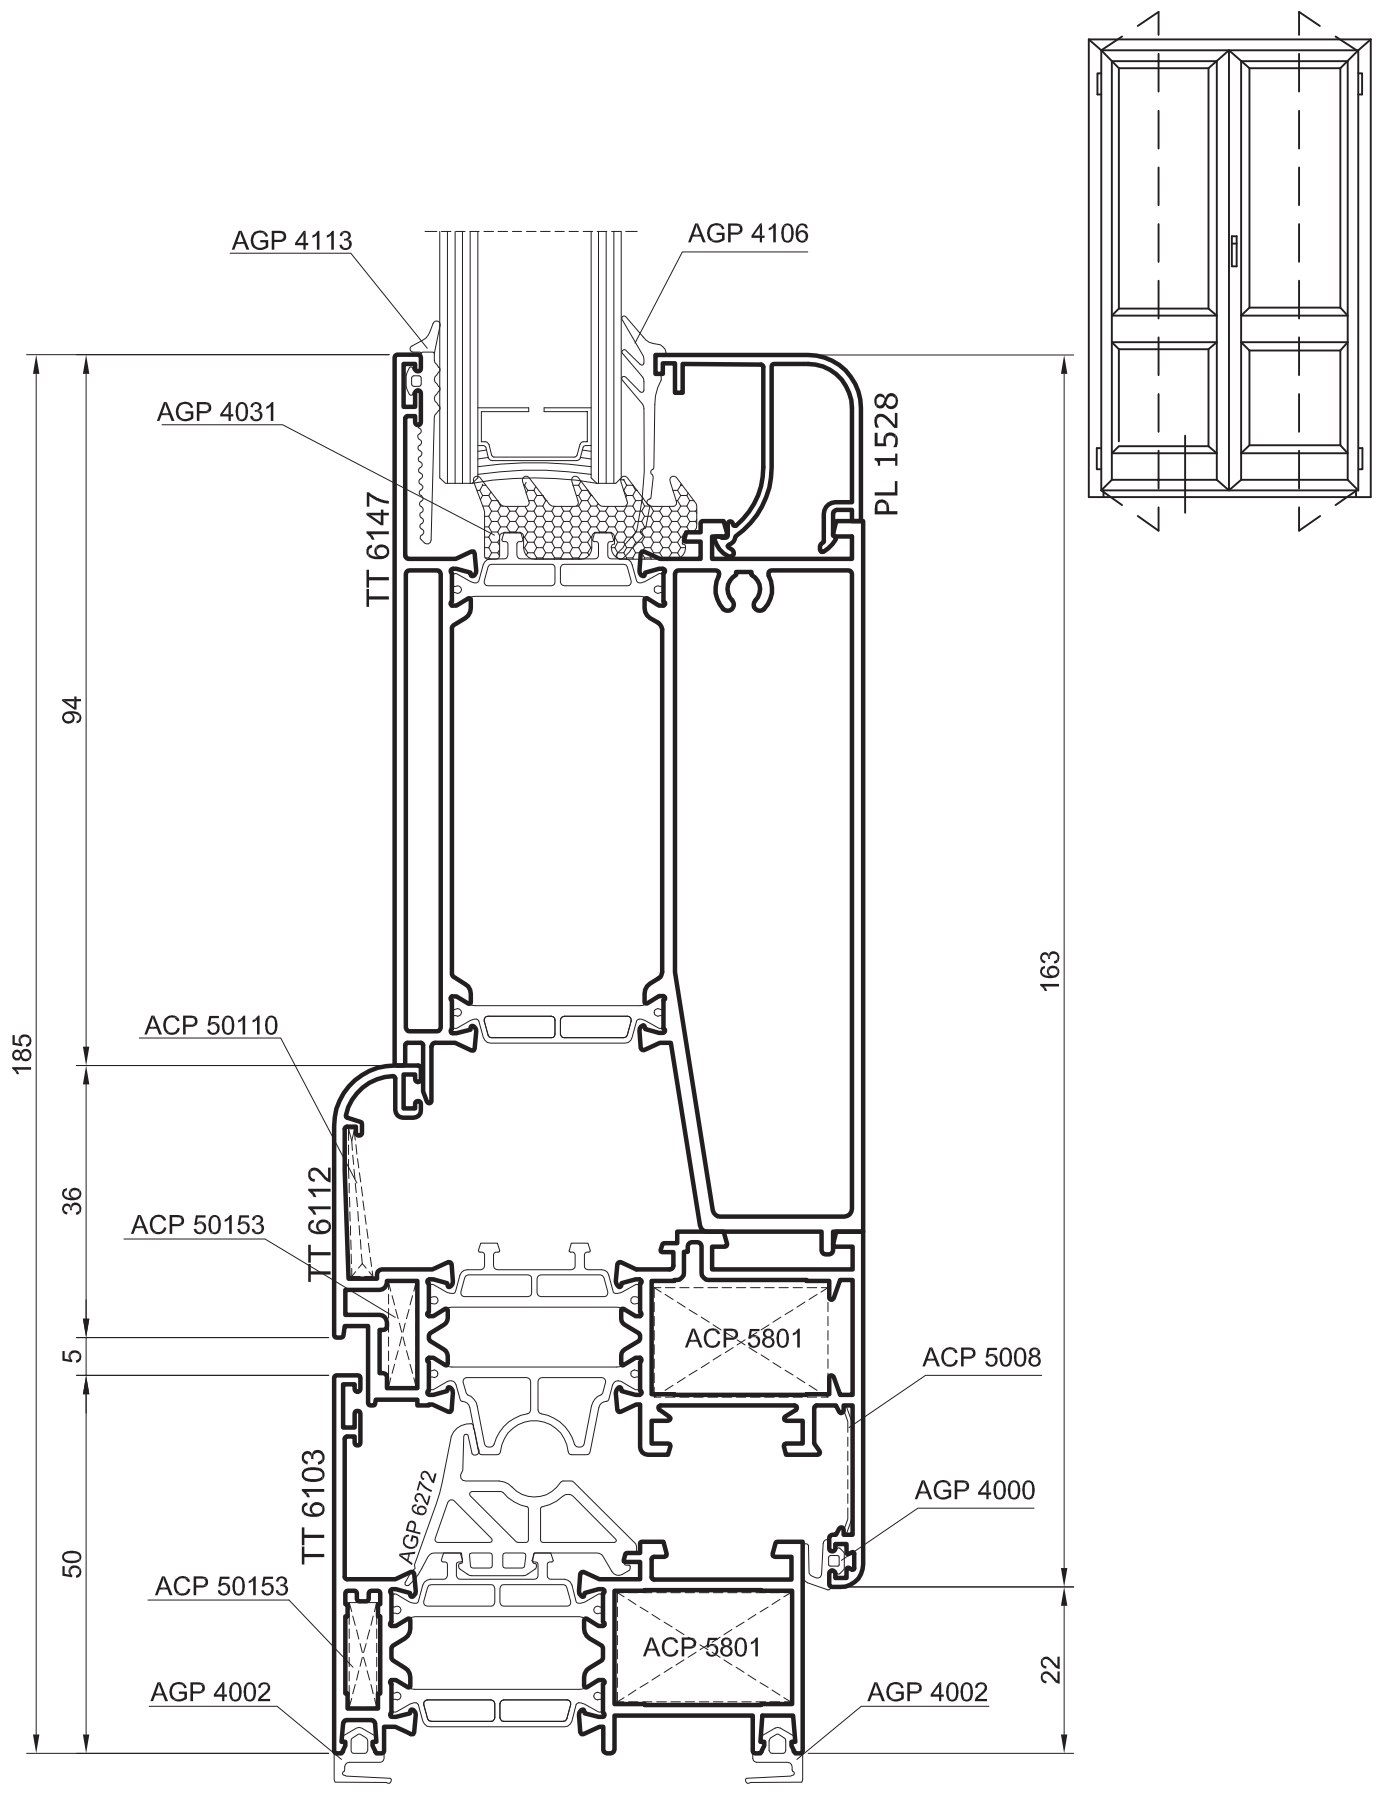 AGP 4113
AGP 4106
AGP 4031
PL 1528
TT 6147
94
185
163
ACP 50110
36
TT 6112
ACP 50153
ACP 5801
5
ACP 5008
TT 6103
AGP 6272
AGP 4000
50
ACP 50153
ACP 5801
22
AGP 4002
AGP 4002